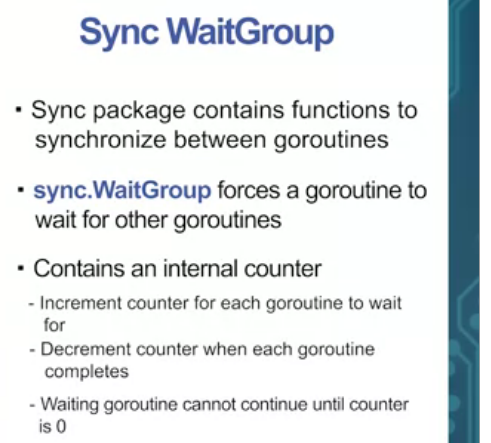 Sync WaitGroup
▪ Sync package contains functions to
synchronize between goroutines
▪ sync.WaitGroup forces a goroutine to
wait for other goroutines
▪ Contains an internal counter
- Increment counter for each goroutine to wait
for
- Decrement counter when each goroutine
completes
- Waiting goroutine cannot continue until counter
is 0